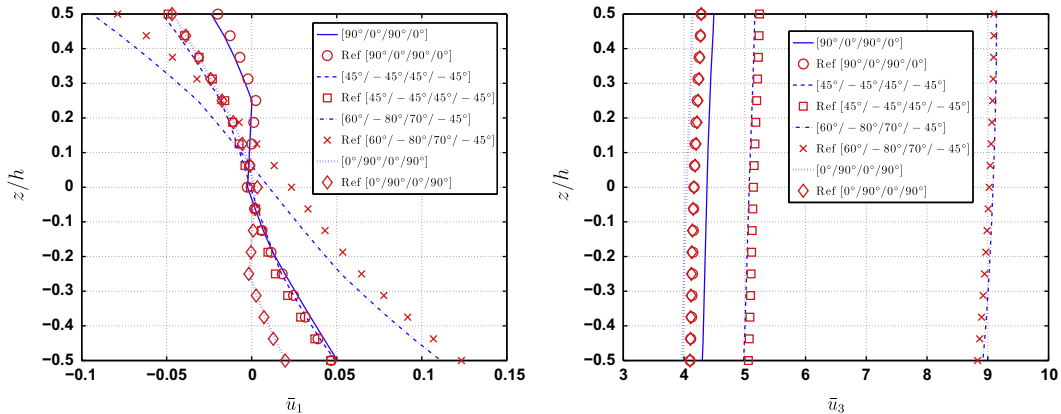 0.5
0.4
0.3
0.2
0.1
0
0.1
0.2
0.3
0.4
−0.5
z/h
−0.1
−0.05
0
0.05
0.1
0.15
ū₁
[90°/0°/90°/0°]
Ref [90°/0°/90°/0°]
[45°/ − 45°/45°/ − 45°]
Ref [45°/ − 45°/45°/ − 45°]
[60°/ − 80°/70°/ − 45°]
Ref [60°/ − 80°/70°/ − 45°]
[0°/90°/0°/90°]
Ref [0°/90°/0°/90°]
0.5
0.4
0.3
0.2
0.1
0
−0.1
−0.2
−0.3
−0.4
−0.5
z/h
3
4
5
6
7
8
9
10
ū₃
[90°/0°/90°/0°]
Ref [90°/0°/90°/0°]
[45°/ − 45°/45°/ − 45°]
Ref [45°/ − 45°/45°/ − 45°]
[60°/ − 80°/70°/ − 45°]
Ref [60°/ − 80°/70°/ − 45°]
[0°/90°/0°/90°]
Ref [0°/90°/0°/90°]